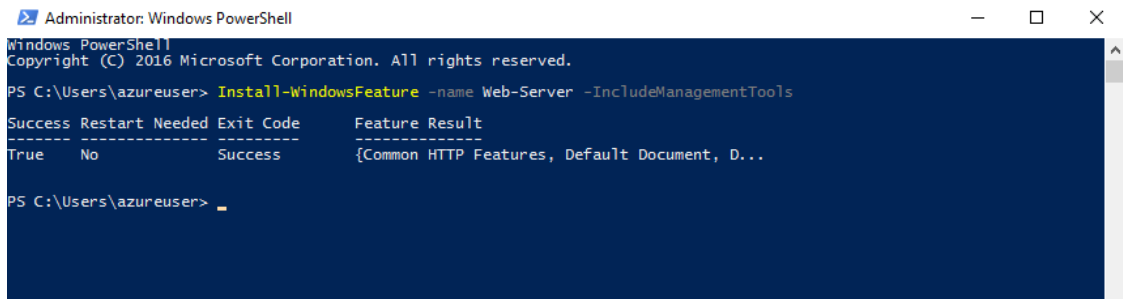 Administrator: Windows PowerShell
Windows PowerShell
Copyright (C) 2016 Microsoft Corporation. All rights reserved.
PS C:\Users\azureuser> Install-WindowsFeature -name Web-Server -IncludeManagementTools
Success Restart Needed Exit Code      Feature Result
------- -------------- ---------      --------------
True    No             Success        {Common HTTP Features, Default Document, D...
PS C:\Users\azureuser>